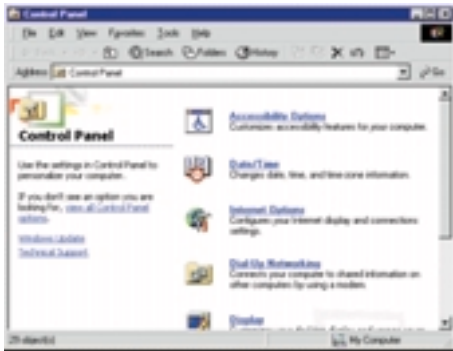 Control Panel
File Edit View Favorites Tools Help
Search Folders History
Address Control Panel Go
Control Panel
Use the settings in Control Panel to
personalize your computer.
If you don't see an option you are
looking for, view all Control Panel
options.
Windows Update
Technical Support
Accessibility Options
Customizes accessibility features for your computer.
Date/Time
Changes date, time, and time zone information.
Internet Options
Configures your Internet display and connections
settings.
Dial-Up Networking
Connects your computer to shared information on
other computers by using a modem.
Display
object(s)
My Computer